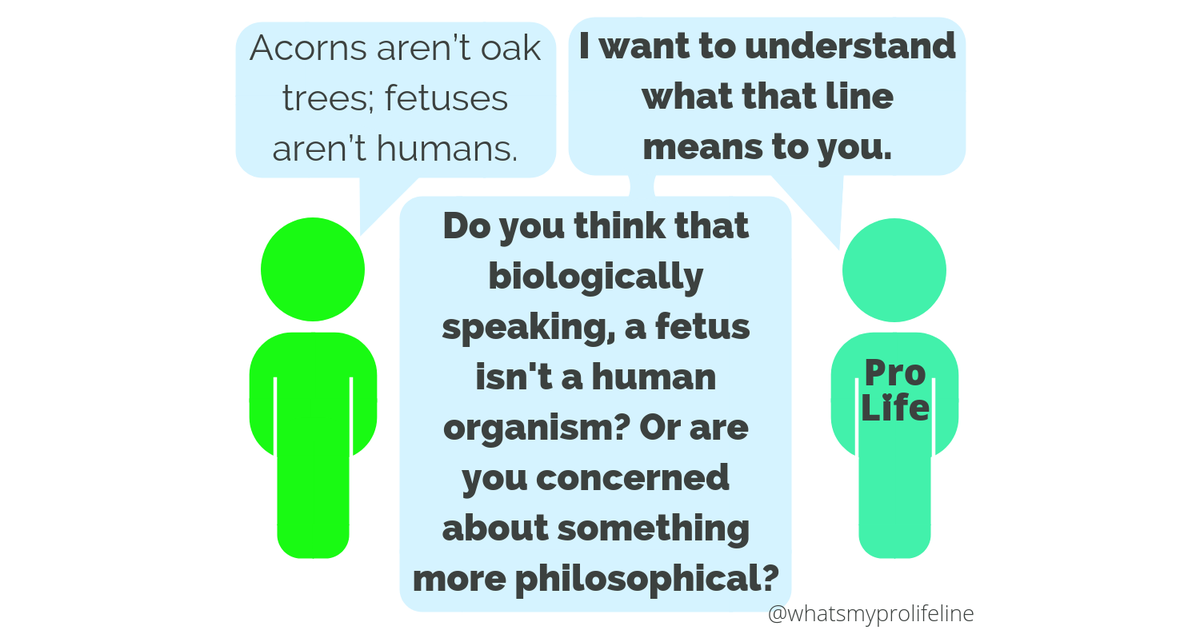 Acorns aren’t oak
trees; fetuses
aren’t humans.
I want to understand
what that line
means to you.
Do you think that
biologically
speaking, a fetus
isn't a human
organism? Or are
you concerned
about something
more philosophical?
Pro
Life
@whatsmyprolifeline